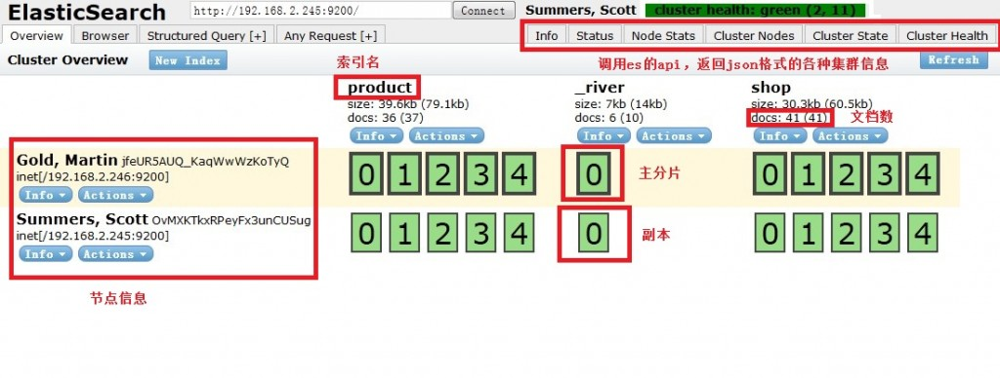 ElasticSearch http://192.168.2.245:9200/ Connect Summers, Scott cluster health: green (2, 11)
Overview Browser Structured Query [+] Any Request [+] Info Status Node Stats Cluster Nodes Cluster State Cluster Health
Cluster Overview New Index 索引名 调用es的api，返回json格式的各种集群信息 Refresh
product _river shop
size: 39.6kb (79.1kb) size: 7kb (14kb) size: 30.3kb (60.5kb)
docs: 36 (37) docs: 6 (10) docs: 41 (41) 文档数
Info Actions Info Actions Info Actions
Gold, Martin jfeUR5AUQ_KaqWwWzKoTyQ
inet[/192.168.2.246:9200]
Info Actions
0 1 2 3 4 0 主分片 0 1 2 3 4
Summers, Scott OvMXKTkxRPeyFx3unCUSug
inet[/192.168.2.245:9200]
Info Actions
0 1 2 3 4 0 副本 0 1 2 3 4
节点信息